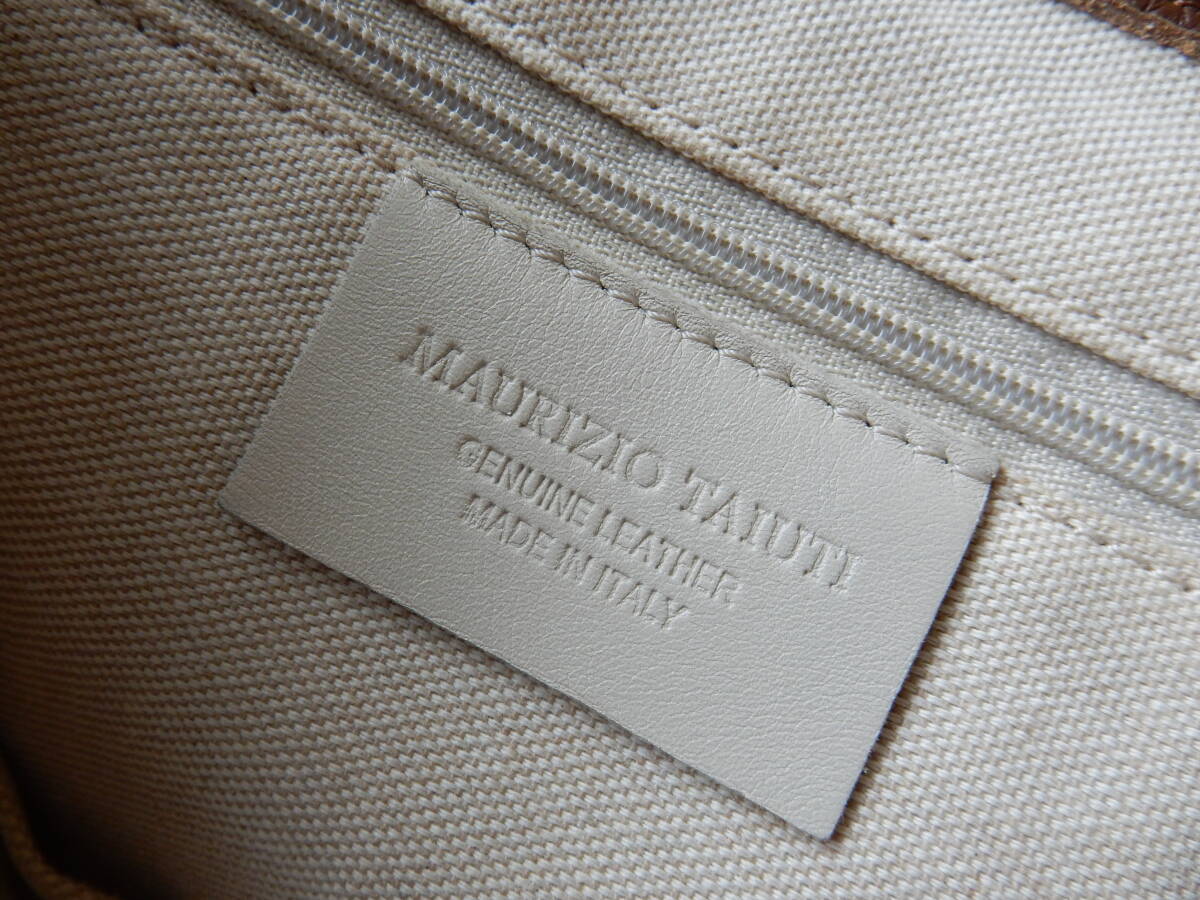 MAURIZIO TAIUTI
GENUINE LEATHER
MADE IN ITALY